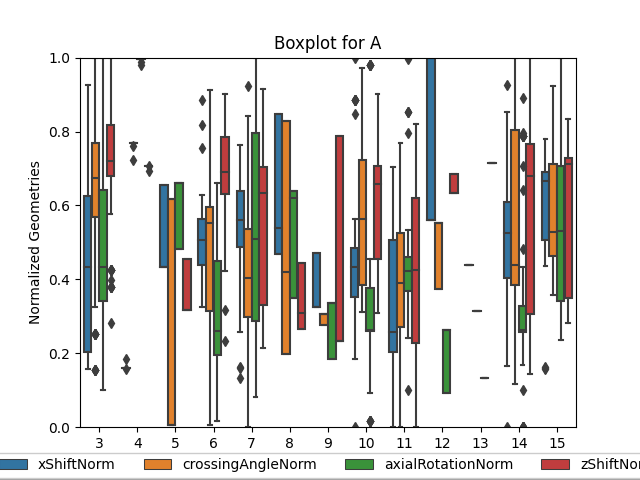 Boxplot for A
Normalized Geometries
1.0
0.8
0.6
0.4
0.2
0.0
3 4 5 6 7 8 9 10 11 12 13 14 15
xShiftNorm crossingAngleNorm axialRotationNorm zShiftNor